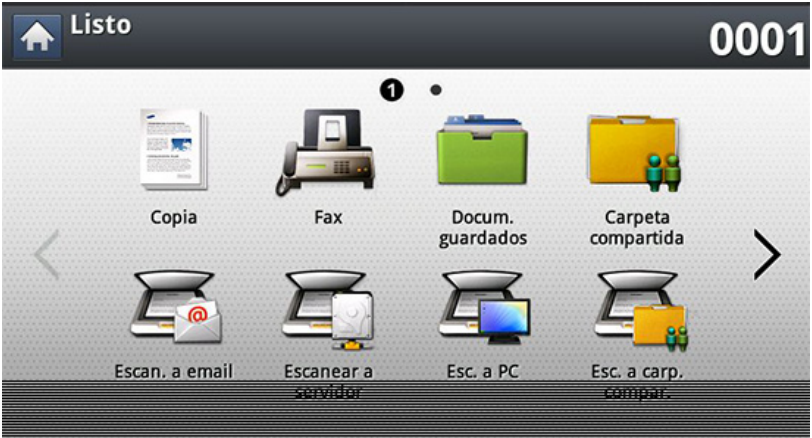 Listo
0001
1
Copia
Fax
Docum.
guardados
Carpeta
compartida
Escan. a email
Escanear a
servidor
Esc. a PC
Esc. a carp.
compar.